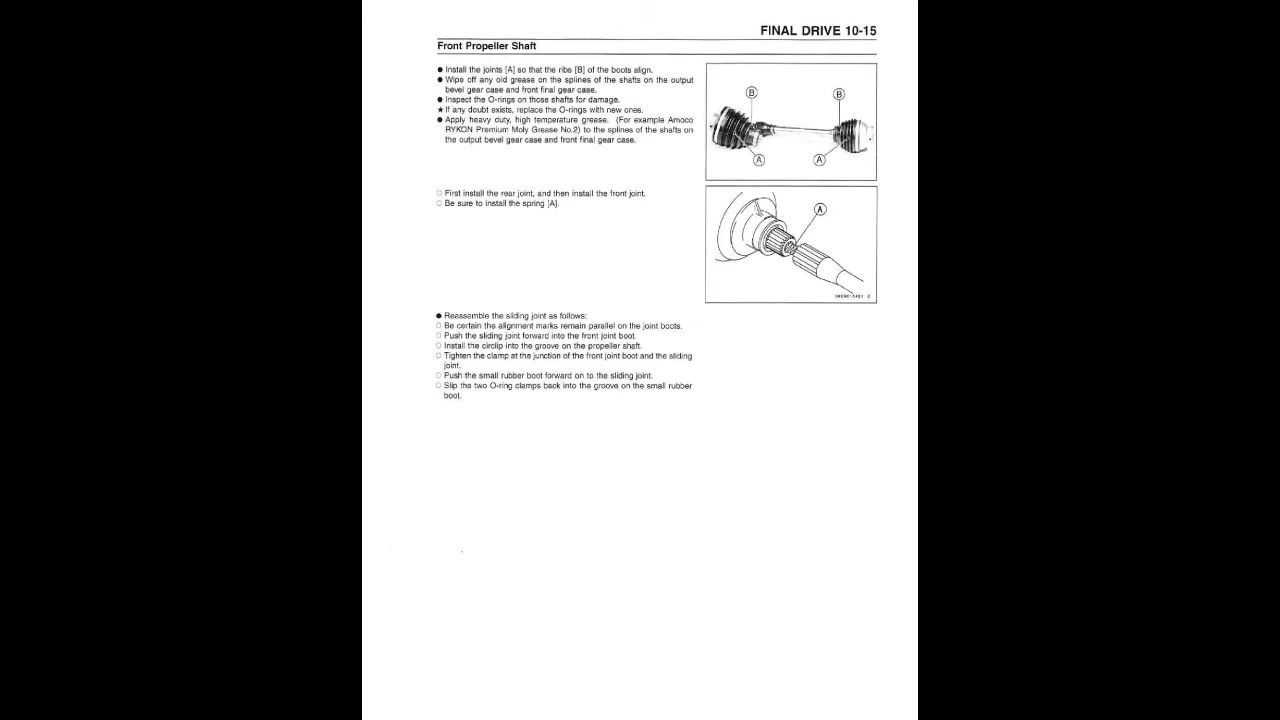 FINAL DRIVE 10-15
Front Propeller Shaft
● Install the joints [A] so that the ribs [B] of the boots align.
● Wipe off any old grease on the splines of the shafts on the output
bevel gear case and front final gear case.
● Inspect the O-rings on those shafts for damage.
★ If any doubt exists, replace the O-rings with new ones.
● Apply heavy duty, high temperature grease. (For example Amoco
RYKON Premium Moly Grease No.2) to the splines of the shafts on
the output bevel gear case and front final gear case.
B
B
A
A
○ First install the rear joint, and then install the front joint.
○ Be sure to install the spring [A].
A
● Reassemble the sliding joint as follows:
○ Be certain the alignment marks remain parallel on the joint boots.
○ Push the sliding joint forward into the front joint boot.
○ Install the circlip into the groove on the propeller shaft.
○ Tighten the clamp at the junction of the front joint boot and the sliding
joint.
○ Push the small rubber boot forward on to the sliding joint.
○ Slip the two O-ring clamps back into the groove on the small rubber
boot.